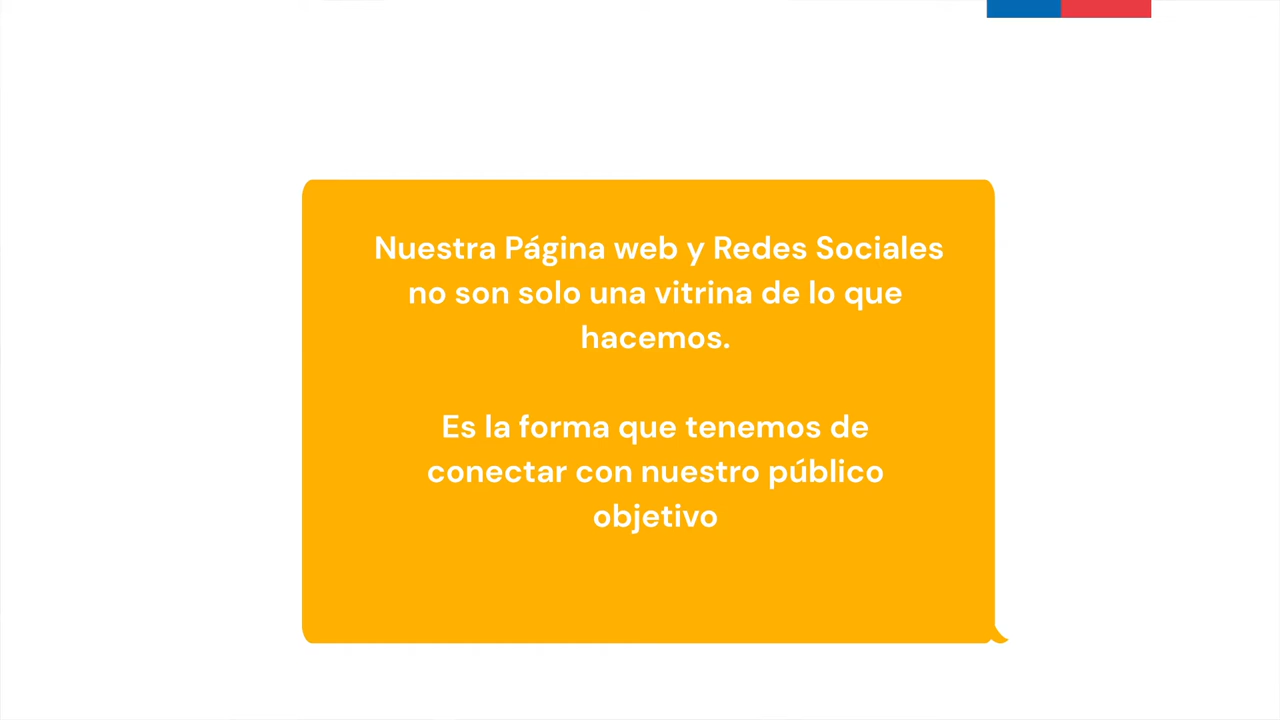 Nuestra Página web y Redes Sociales
no son solo una vitrina de lo que
hacemos.
Es la forma que tenemos de
conectar con nuestro público
objetivo